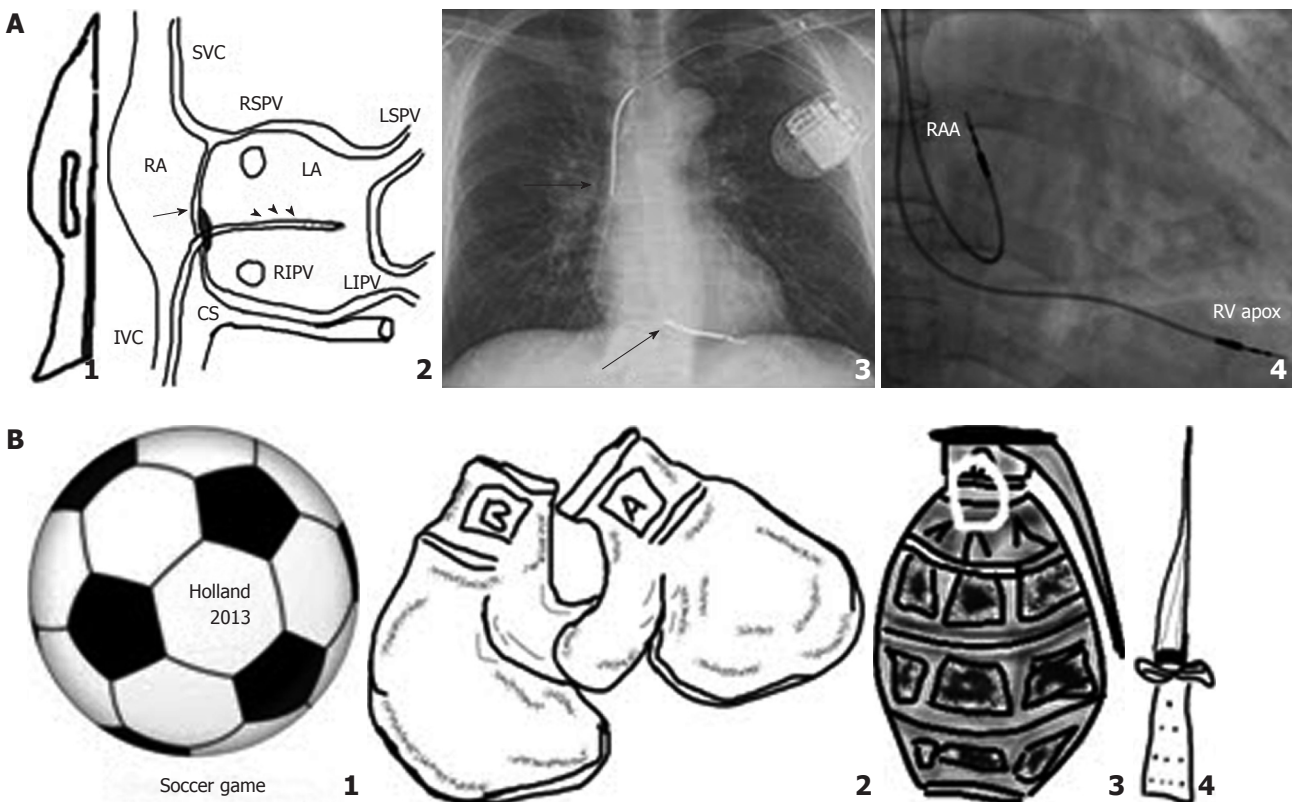 A
SVC
RSPV
LSPV
RA
LA
RIPV
LIPV
CS
IVC
1
2
3
RAA
RV apox
4
B
Holland
2013
Soccer game
1
B
A
2
3
4